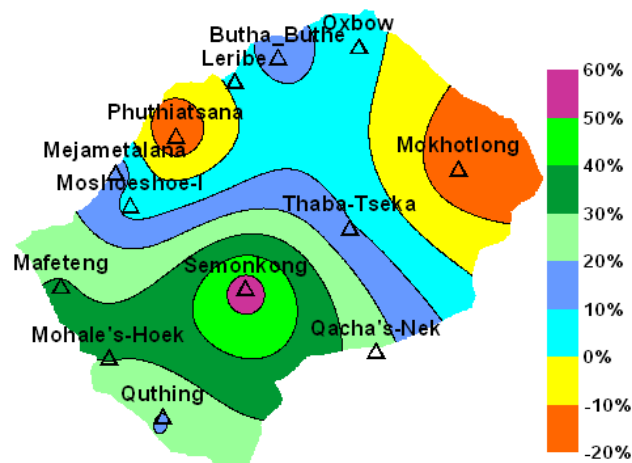 Oxbow
Butha_Buthe
Leribe
Phuthiatsana
Mejametalana
Moshoeshoe-I
Mokhotlong
Thaba-Tseka
Mafeteng
Semonkong
Mohale's-Hoek
Qacha's-Nek
Quthing
60%
50%
40%
30%
20%
10%
0%
-10%
-20%